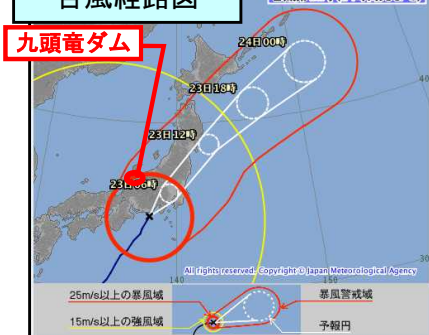 台風経路図
九頭竜ダム
24日00時
23日18時
23日12時
23日06時
40
30
140
150
All rights reserved. Copyright © Japan Meteorological Agency
25m/s以上の暴風域
暴風警戒域
15m/s以上の強風域
予報円